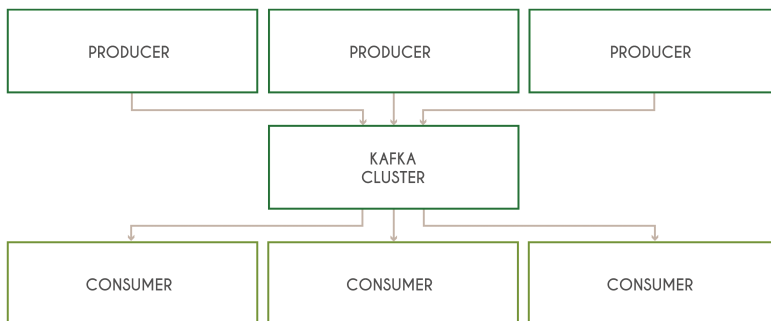 PRODUCER
PRODUCER
PRODUCER
KAFKA
CLUSTER
CONSUMER
CONSUMER
CONSUMER